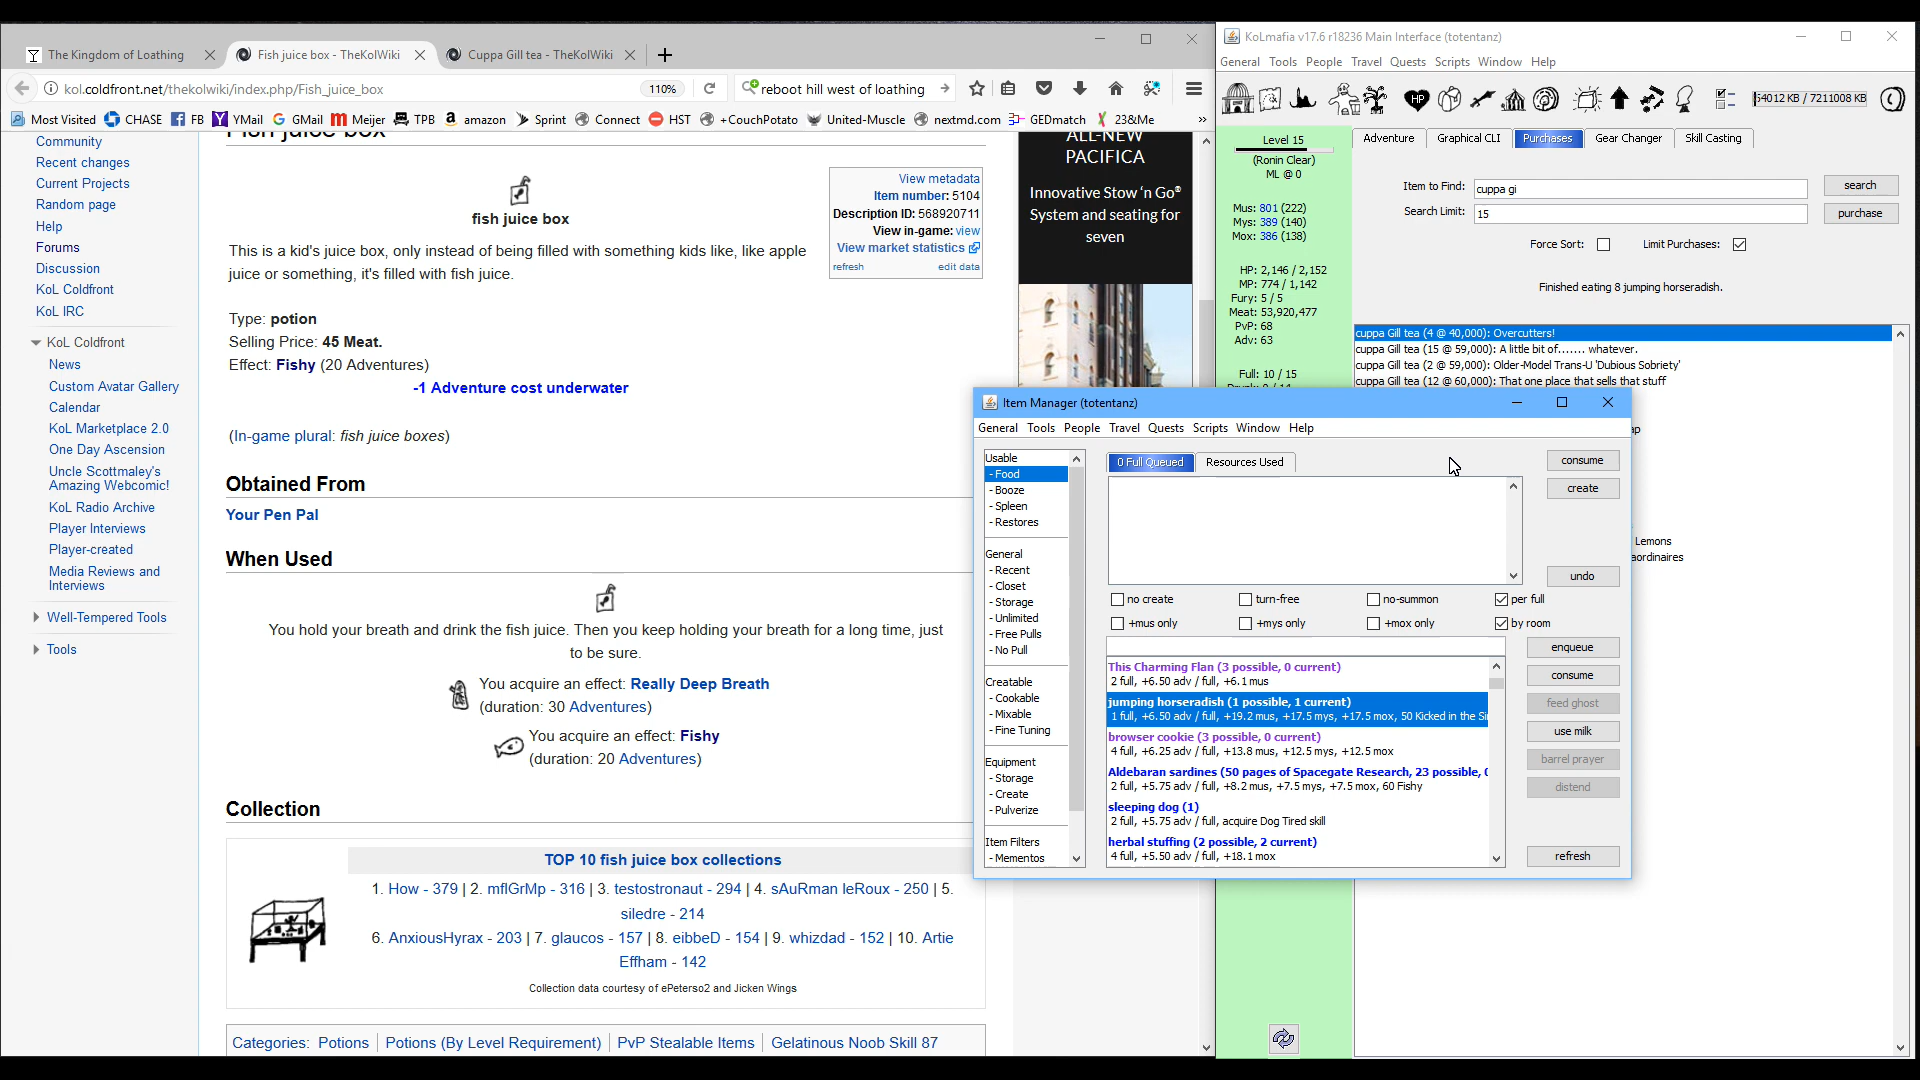 The Kingdom of Loathing
Fish juice box - TheKolWiki
Cuppa Gill tea - TheKolWiki
kol.coldfront.net/thekolwiki/index.php/Fish_juice_box
110%
reboot hill west of loathing
Most Visited CHASE FB YMail GMail Meijer TPB amazon Sprint Connect HST +CouchPotato United-Muscle nextmd.com GEDmatch 23&Me »
Community
Recent changes
Current Projects
Random page
Help
Forums
Discussion
KoL Coldfront
KoL IRC
KoL Coldfront
News
Custom Avatar Gallery
Calendar
KoL Marketplace 2.0
One Day Ascension
Uncle Scottmaley's
Amazing Webcomic!
KoL Radio Archive
Player Interviews
Player-created
Media Reviews and
Interviews
Well-Tempered Tools
Tools
Fish juice box
fish juice box
View metadata
Item number: 5104
Description ID: 568920711
View in-game: view
View market statistics
refresh edit data
This is a kid's juice box, only instead of being filled with something kids like, like apple
juice or something, it's filled with fish juice.
Type: potion
Selling Price: 45 Meat.
Effect: Fishy (20 Adventures)
-1 Adventure cost underwater
(In-game plural: fish juice boxes)
Obtained From
Your Pen Pal
When Used
You hold your breath and drink the fish juice. Then you keep holding your breath for a long time, just
to be sure.
You acquire an effect: Really Deep Breath
(duration: 30 Adventures)
You acquire an effect: Fishy
(duration: 20 Adventures)
Collection
TOP 10 fish juice box collections
1. How - 379 | 2. mflGrMp - 316 | 3. testostronaut - 294 | 4. sAuRman leRoux - 250 | 5.
siledre - 214
6. AnxiousHyrax - 203 | 7. glaucos - 157 | 8. eibbeD - 154 | 9. whizdad - 152 | 10. Artie
Effham - 142
Collection data courtesy of ePeterso2 and Jicken Wings
Categories: Potions | Potions (By Level Requirement) | PvP Stealable Items | Gelatinous Noob Skill 87
ALL-NEW
PACIFICA
Innovative Stow 'n Go®
System and seating for
seven
KoLmafia v17.6 r18236 Main Interface (totentanz)
General Tools People Travel Quests Scripts Window Help
HP
54012 KB / 7211008 KB
Level 15
(Ronin Clear)
ML @ 0
Mus: 801 (222)
Mys: 389 (140)
Mox: 386 (138)
HP: 2,146 / 2,152
MP: 774 / 1,142
Fury: 5 / 5
Meat: 53,920,477
PvP: 68
Adv: 63
Full: 10 / 15
Adventure Graphical CLI Purchases Gear Changer Skill Casting
Item to Find: cuppa gi search
Search Limit: 15 purchase
Force Sort: Limit Purchases:
Finished eating 8 jumping horseradish.
cuppa Gill tea (4 @ 40,000): Overcutters!
cuppa Gill tea (15 @ 59,000): A little bit of....... whatever.
cuppa Gill tea (2 @ 59,000): Older-Model Trans-U 'Dubious Sobriety'
cuppa Gill tea (12 @ 60,000): That one place that sells that stuff
ap
Lemons
aordinaires
Item Manager (totentanz)
General Tools People Travel Quests Scripts Window Help
Usable
- Food
- Booze
- Spleen
- Restores
General
- Recent
- Closet
- Storage
- Unlimited
- Free Pulls
- No Pull
Creatable
- Cookable
- Mixable
- Fine Tuning
Equipment
- Storage
- Create
- Pulverize
Item Filters
- Mementos
0 Full Queued Resources Used
consume
create
undo
no create turn-free no-summon per full
+mus only +mys only +mox only by room
This Charming Flan (3 possible, 0 current)
2 full, +6.50 adv / full, +6.1 mus
jumping horseradish (1 possible, 1 current)
1 full, +6.50 adv / full, +19.2 mus, +17.5 mys, +17.5 mox, 50 Kicked in the Si
browser cookie (3 possible, 0 current)
4 full, +6.25 adv / full, +13.8 mus, +12.5 mys, +12.5 mox
Aldebaran sardines (50 pages of Spacegate Research, 23 possible, 0
2 full, +5.75 adv / full, +8.2 mus, +7.5 mys, +7.5 mox, 60 Fishy
sleeping dog (1)
2 full, +5.75 adv / full, acquire Dog Tired skill
herbal stuffing (2 possible, 2 current)
4 full, +5.50 adv / full, +18.1 mox
enqueue
consume
feed ghost
use milk
barrel prayer
distend
refresh